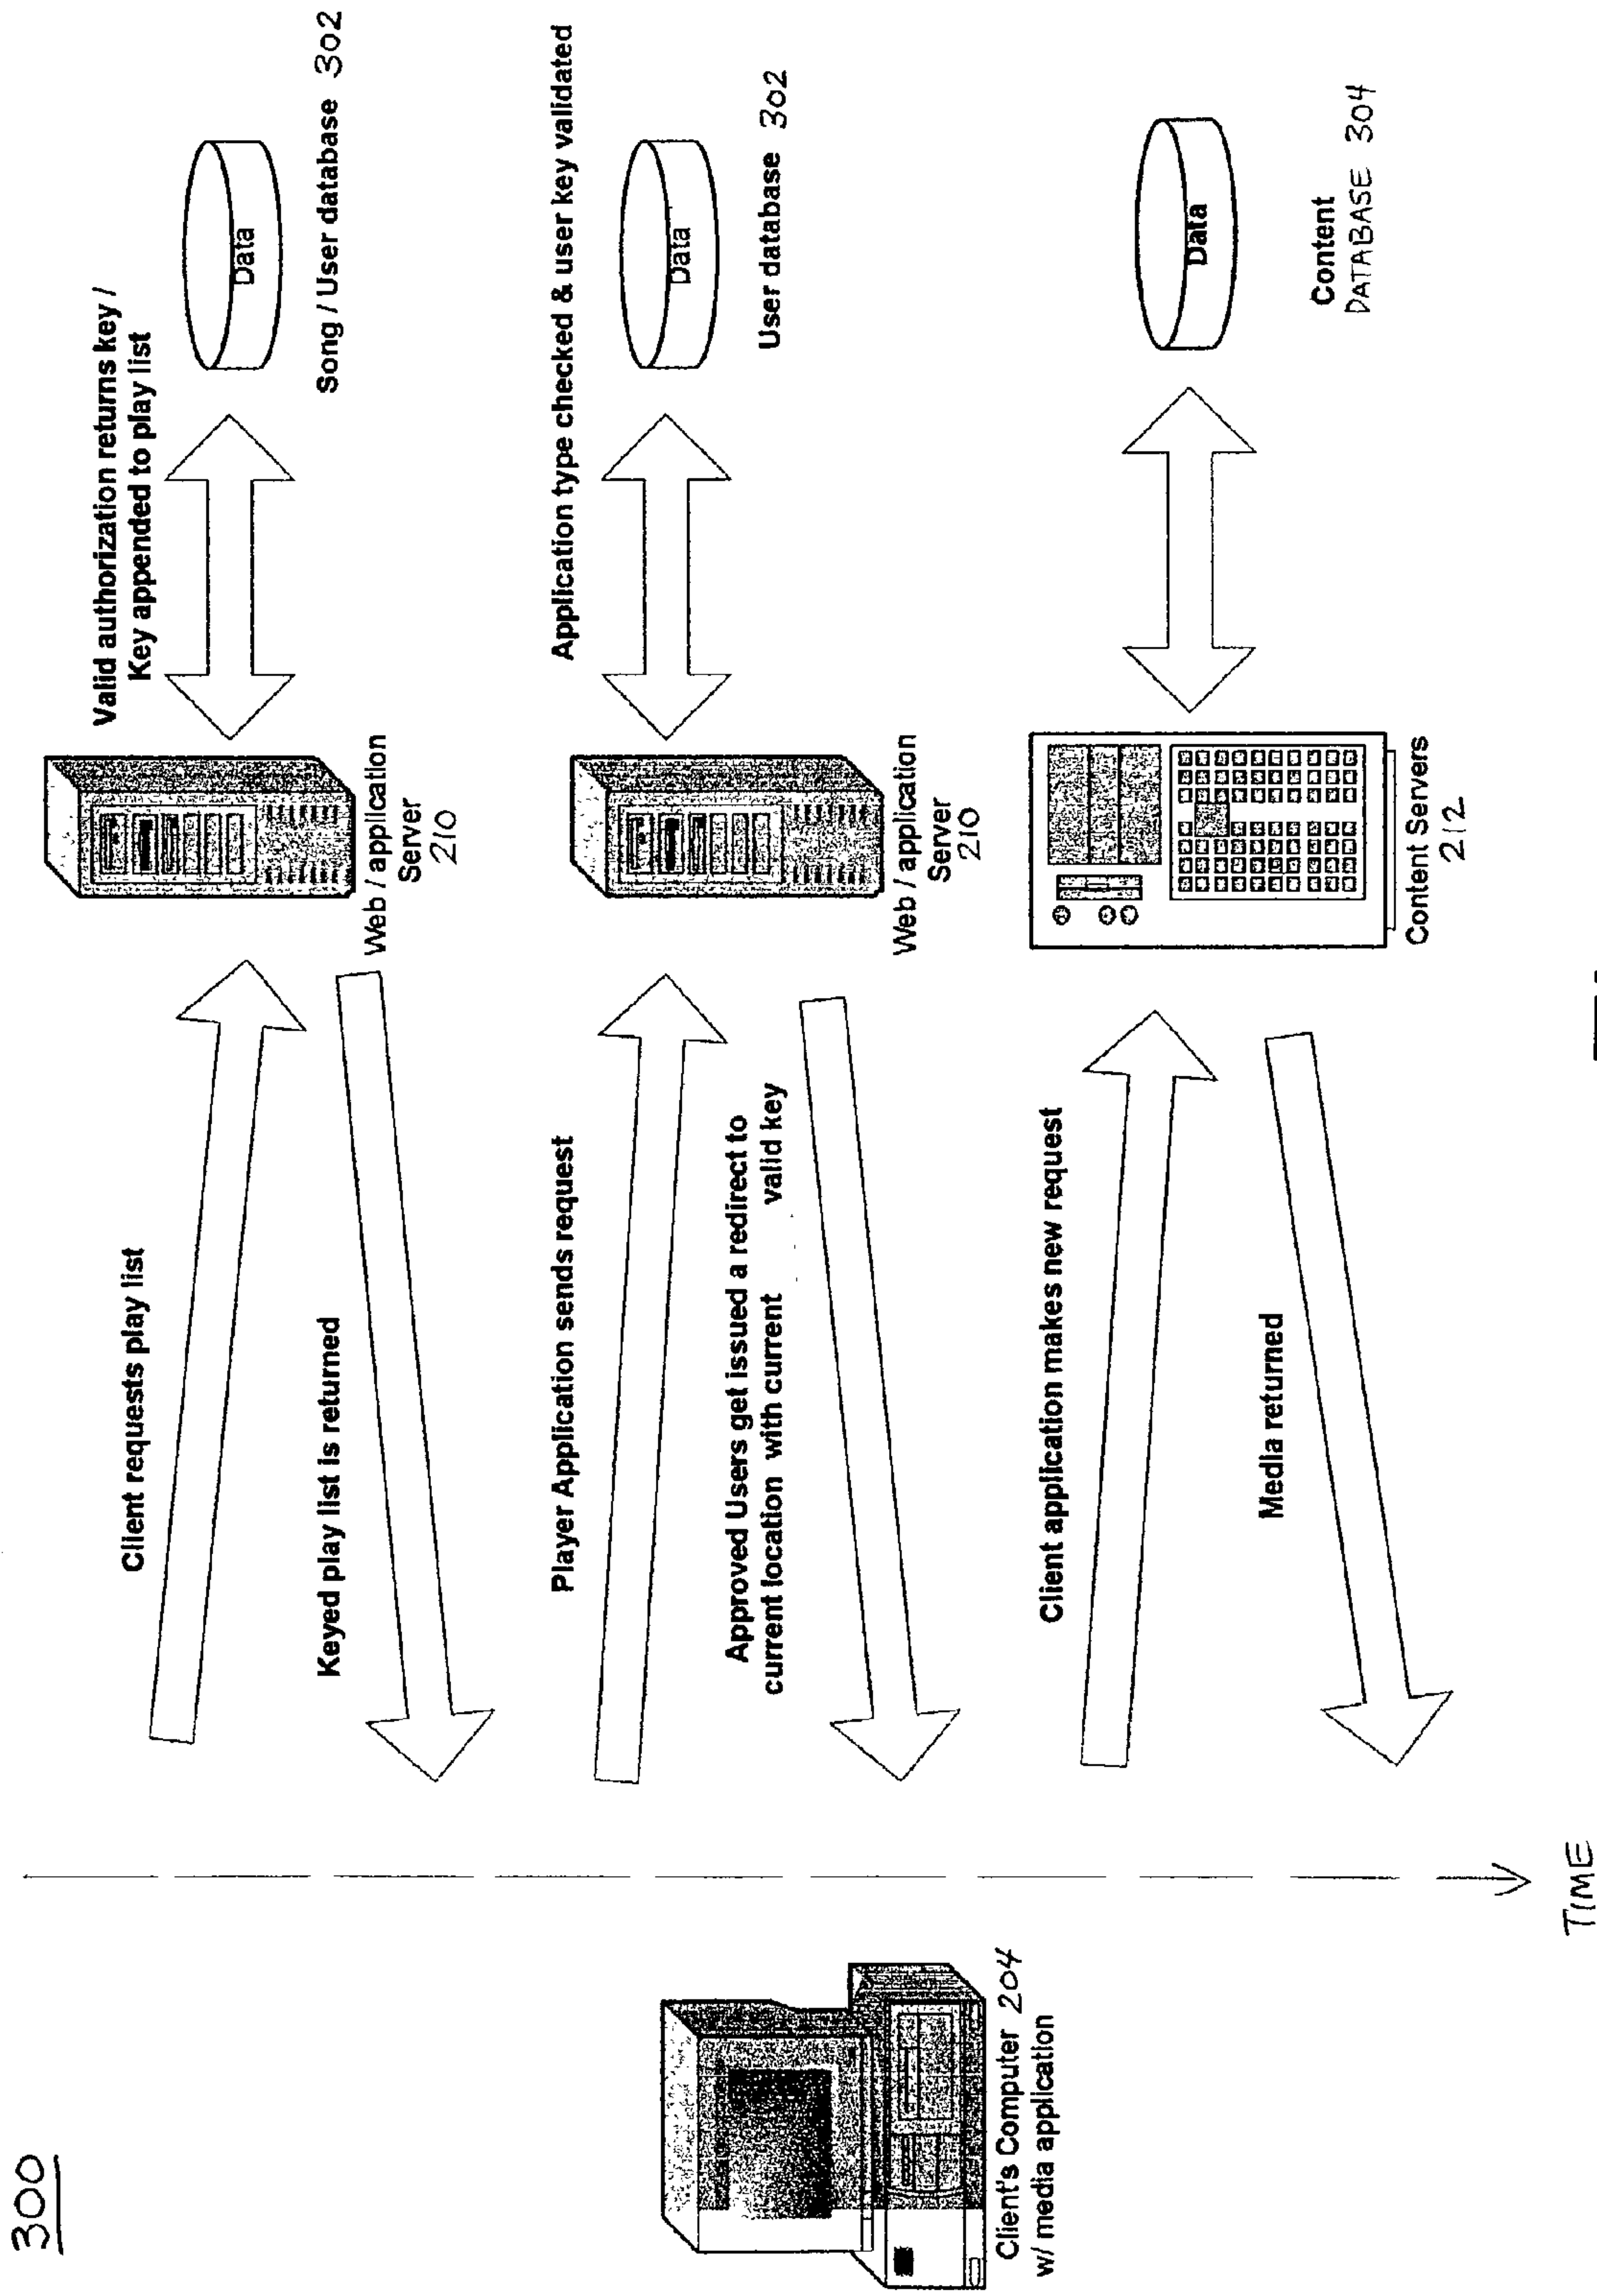 300
Client's Computer 204
w/ media application
TIME
Client requests play list
Keyed play list is returned
Valid authorization returns key /
Key appended to play list
Web / application
Server
210
Data
Song / User database 302
Player Application sends request
Approved Users get issued a redirect to
current location with current valid key
Application type checked & user key validated
Web / application
Server
210
Data
User database 302
Client application makes new request
Media returned
Content Servers
212
Data
Content
DATABASE 304